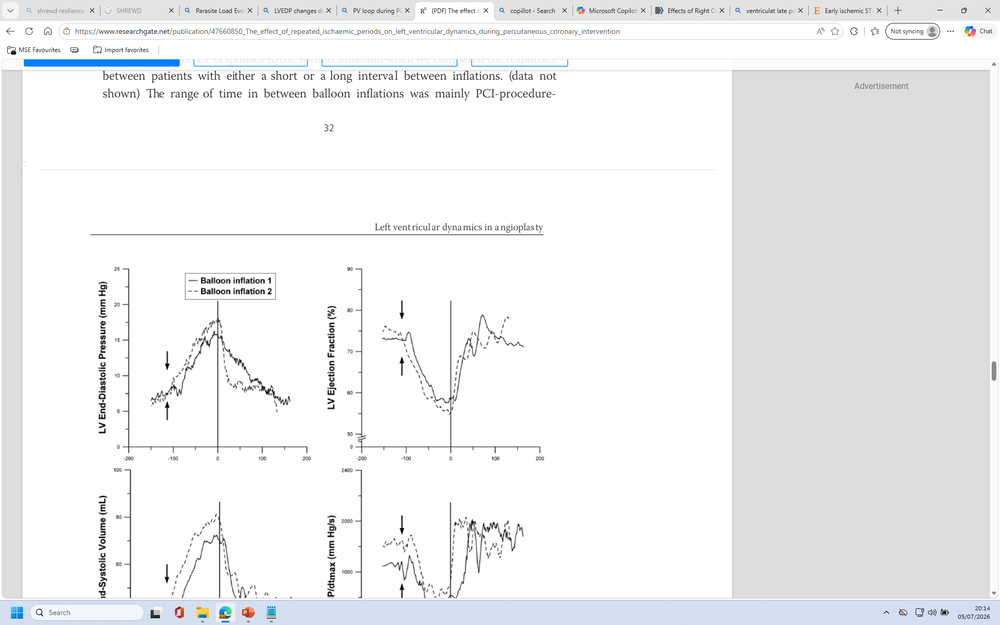 shrewd resilience
SHREWD
Parasite Load Evol
LVEDP changes du
PV loop during PC
(PDF) The effect o
copillot - Search
Microsoft Copilot:
Effects of Right Co
ventriculat late po
Early ischemic ST-
https://www.researchgate.net/publication/47660850_The_effect_of_repeated_ischaemic_periods_on_left_ventricular_dynamics_during_percutaneous_coronary_intervention
Not syncing
Chat
MSE Favourites
Import favorites
ed LV responses to the second inflation, when we compared the responses
between patients with either a short or a long interval between inflations. (data not
shown) The range of time in between balloon inflations was mainly PCI-procedure-
Advertisement
32
Left ventricular dynamics in angioplasty
LV End-Diastolic Pressure (mm Hg)
25
20
15
10
5
0
Balloon inflation 1
Balloon inflation 2
-200 -100 0 100 200
LV Ejection Fraction (%)
90
80
70
60
50
0
-200 -100 0 100 200
nd-Systolic Volume (mL)
100
80
60
P/dtmax (mm Hg/s)
2400
2000
1600
Search
20:14
05/07/2026